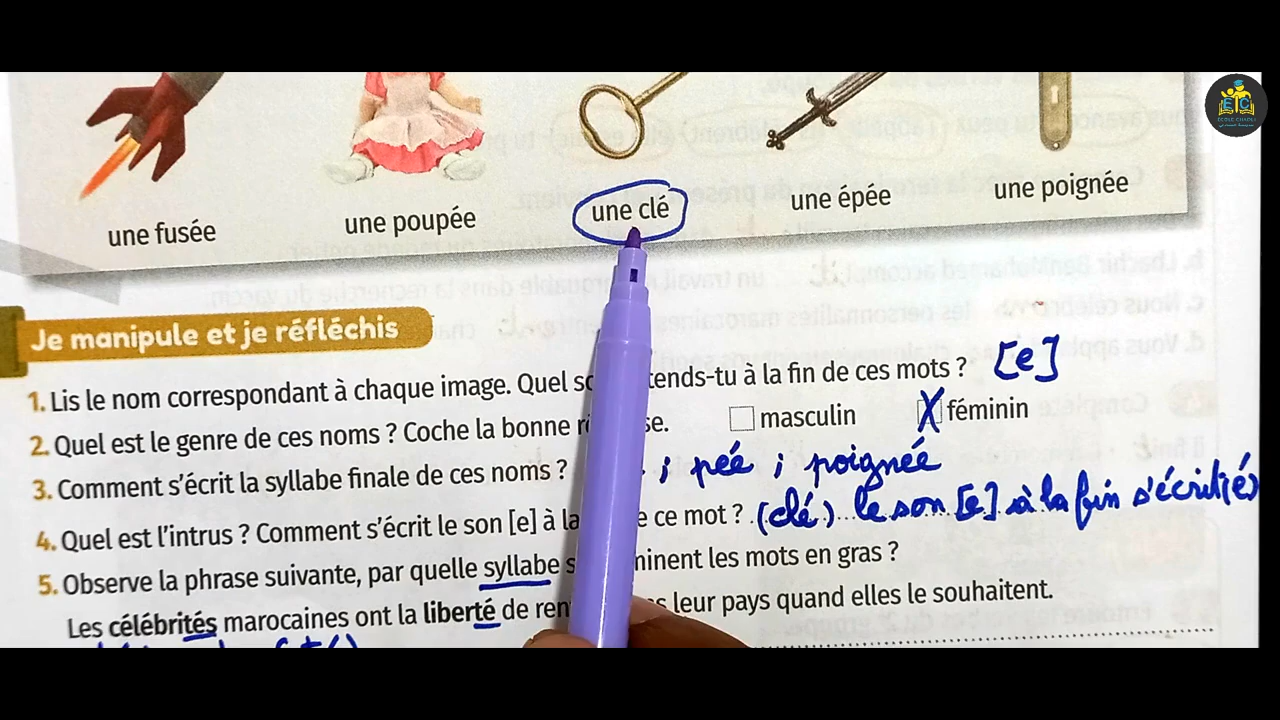 une fusée une poupée une clé une épée une poignée
Je manipule et je réfléchis
1. Lis le nom correspondant à chaque image. Quel tends-tu à la fin de ces mots ? [e]
2. Quel est le genre de ces noms ? Coche la bonne masculin féminin
3. Comment s'écrit la syllabe finale de ces noms ? ; pée ; poignée
4. Quel est l'intrus ? Comment s'écrit le son [e] à la ce mot ? (clé) le son [e] à la fin s'écrit (é)
5. Observe la phrase suivante, par quelle syllabe minent les mots en gras ?
Les célébrités marocaines ont la liberté de leur pays quand elles le souhaitent.
EC